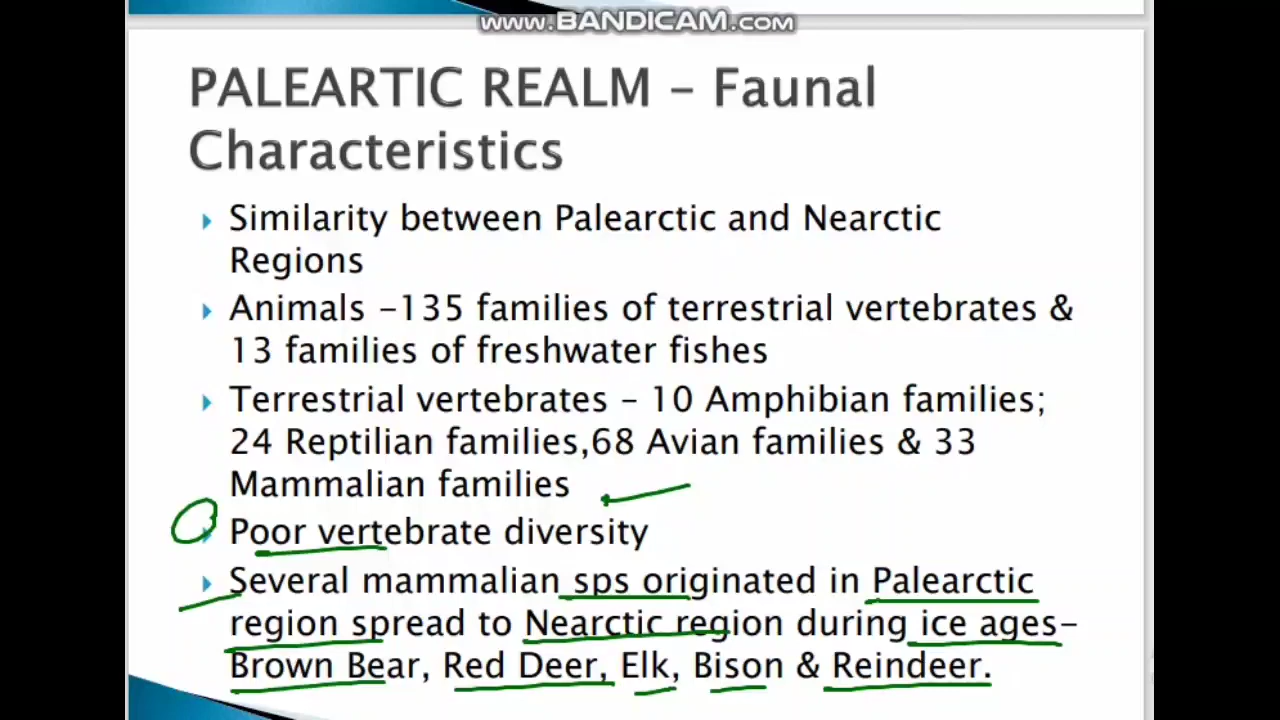 www.BANDICAM.com
PALEARTIC REALM – Faunal
Characteristics
Similarity between Palearctic and Nearctic
Regions
Animals –135 families of terrestrial vertebrates &
13 families of freshwater fishes
Terrestrial vertebrates – 10 Amphibian families;
24 Reptilian families,68 Avian families & 33
Mammalian families
Poor vertebrate diversity
Several mammalian sps originated in Palearctic
region spread to Nearctic region during ice ages–
Brown Bear, Red Deer, Elk, Bison & Reindeer.